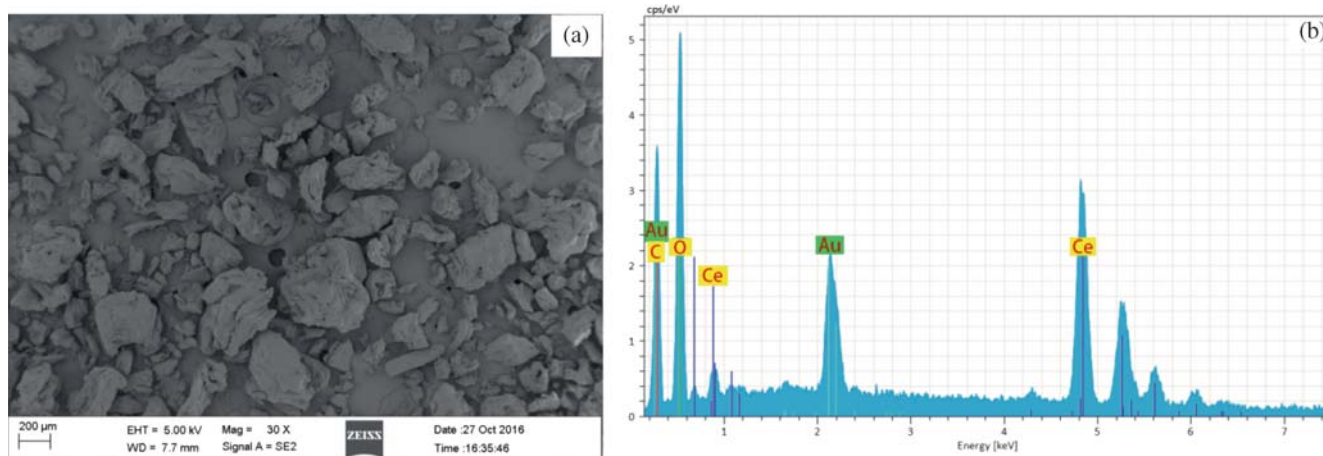 (a)
200 µm
EHT = 5.00 kV
Mag = 30 X
Date :27 Oct 2016
WD = 7.7 mm
Signal A = SE2
ZEISS
Time :16:35:46
cps/eV
(b)
5
4
3
2
1
0
Au
C
O
Ce
Au
Ce
1
2
3
4
5
6
7
Energy [keV]